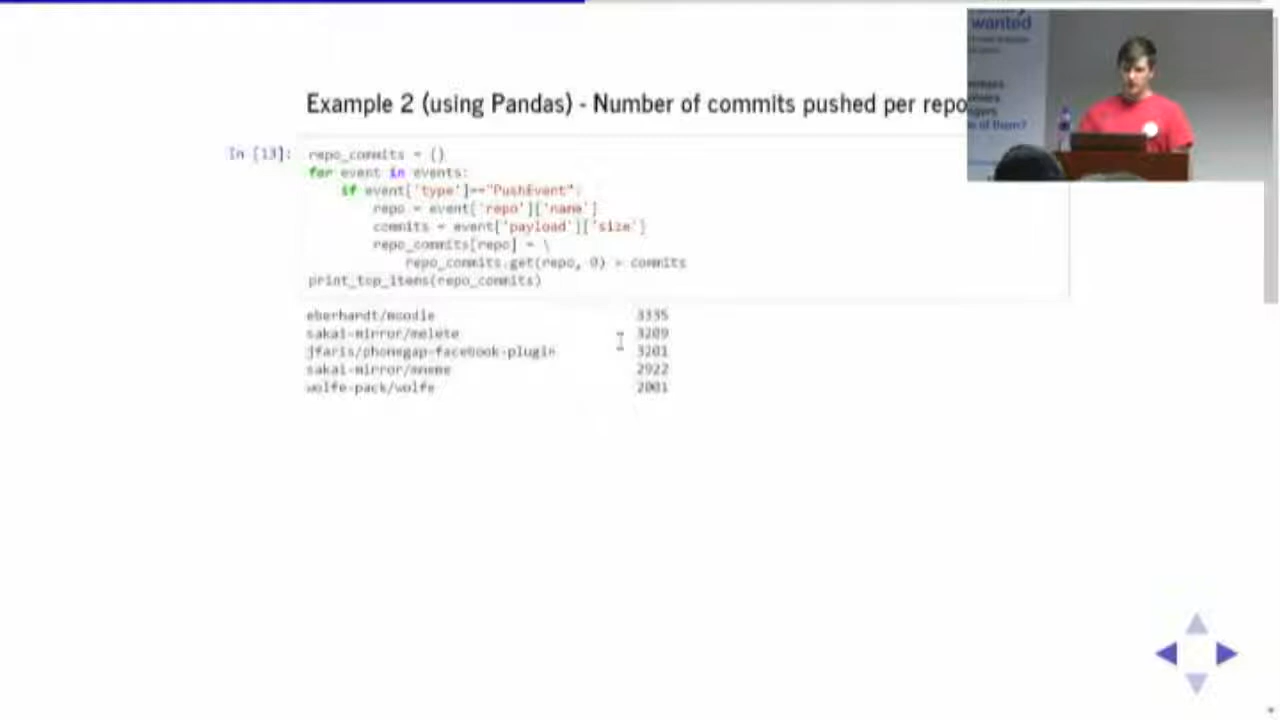 wanted
of them?
Example 2 (using Pandas) - Number of commits pushed per repo
In [13]: repo_commits = {}
for event in events:
if event['type']=="PushEvent":
repo = event['repo']['name']
commits = event['payload']['size']
repo_commits[repo] = \
repo_commits.get(repo, 0) + commits
print_top_items(repo_commits)
eberhardt/moodle 3335
sakai-mirror/melete 3209
jfaris/phonegap-facebook-plugin 3201
sakai-mirror/mneme 2922
wolfe-pack/wolfe 2001